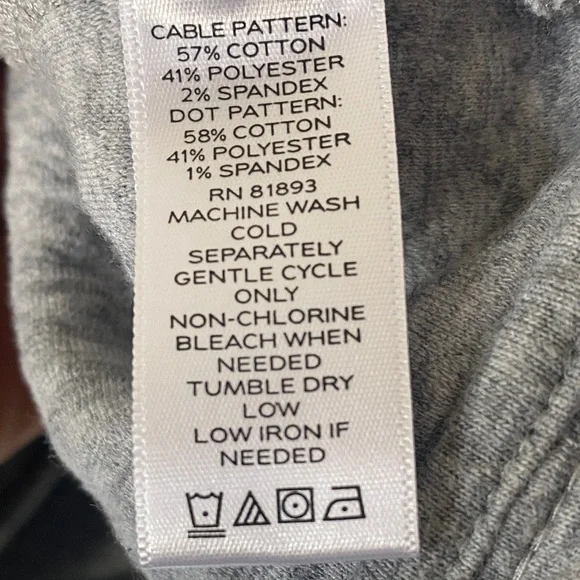 CABLE PATTERN:
57% COTTON
41% POLYESTER
2% SPANDEX
DOT PATTERN:
58% COTTON
41% POLYESTER
1% SPANDEX
RN 81893
MACHINE WASH
COLD
SEPARATELY
GENTLE CYCLE
ONLY
NON-CHLORINE
BLEACH WHEN
NEEDED
TUMBLE DRY
LOW
LOW IRON IF
NEEDED